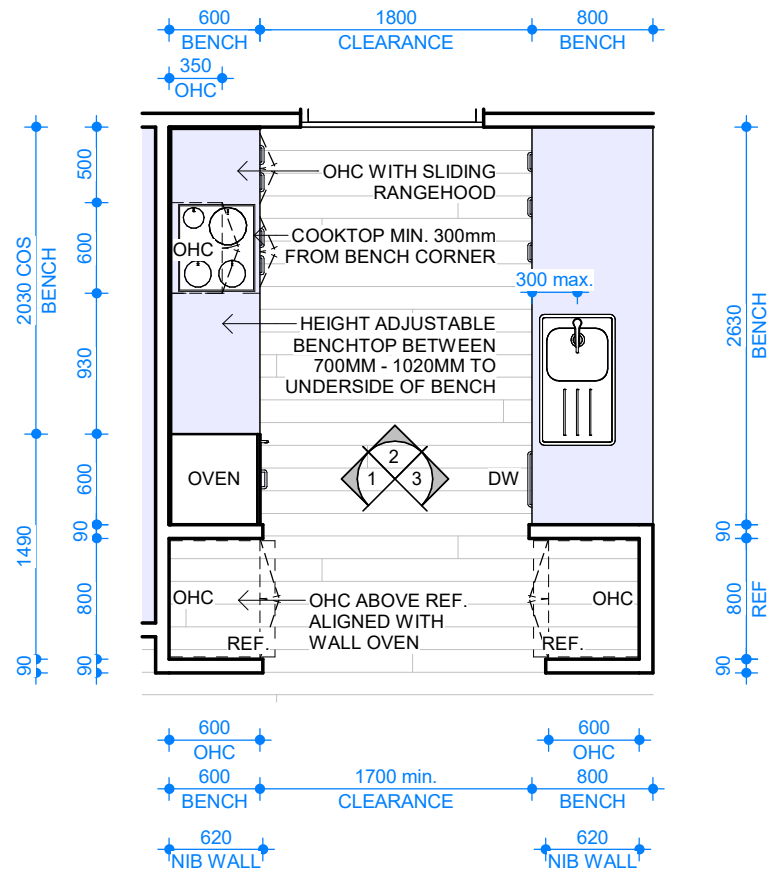 600
1800
800
BENCH
CLEARANCE
BENCH
350
OHC
500
600
930
600
90
800
90
2030 COS
BENCH
1490
OHC WITH SLIDING
RANGEHOOD
OHC
COOKTOP MIN. 300mm
FROM BENCH CORNER
300 max.
HEIGHT ADJUSTABLE
BENCHTOP BETWEEN
700MM - 1020MM TO
UNDERSIDE OF BENCH
2630
BENCH
OVEN
1
2
3
DW
90
800
REF
90
OHC
OHC ABOVE REF.
ALIGNED WITH
WALL OVEN
OHC
REF.
REF.
600
OHC
600
OHC
600
1700 min.
800
BENCH
CLEARANCE
BENCH
620
NIB WALL
620
NIB WALL